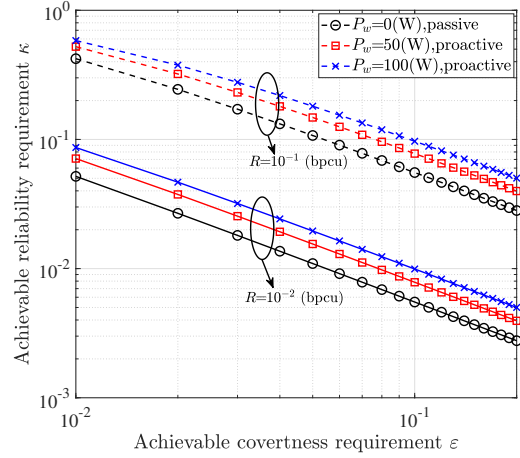 P_w=0(W),passive
P_w=50(W),proactive
P_w=100(W),proactive
10^0
10^-1
10^-2
10^-3
Achievable reliability requirement κ
R=10^-1 (bpcu)
R=10^-2 (bpcu)
10^-2
10^-1
Achievable covertness requirement ε